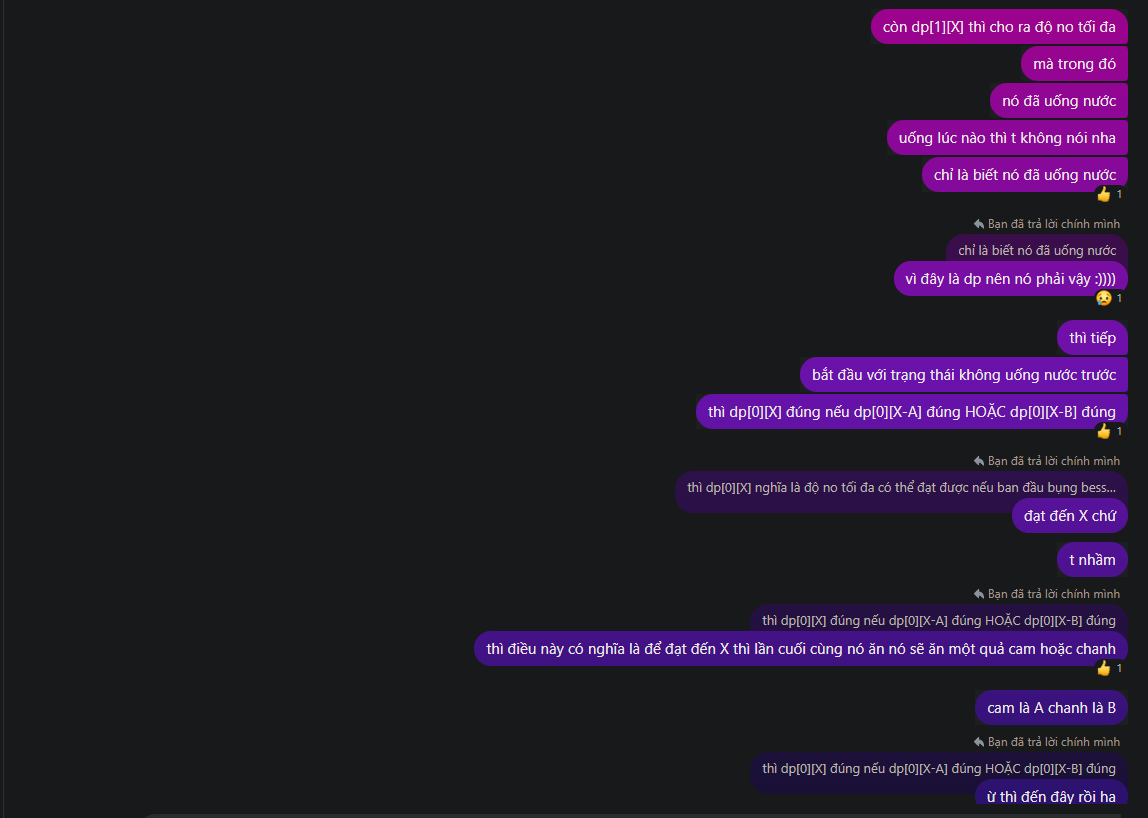 còn dp[1][X] thì cho ra độ no tối đa
mà trong đó
nó đã uống nước
uống lúc nào thì t không nói nha
chỉ là biết nó đã uống nước
1
Bạn đã trả lời chính mình
chỉ là biết nó đã uống nước
vì đây là dp nên nó phải vậy :))))
1
thì tiếp
bắt đầu với trạng thái không uống nước trước
thì dp[0][X] đúng nếu dp[0][X-A] đúng HOẶC dp[0][X-B] đúng
1
Bạn đã trả lời chính mình
thì dp[0][X] nghĩa là độ no tối đa có thể đạt được nếu ban đầu bụng bess...
đạt đến X chứ
t nhầm
Bạn đã trả lời chính mình
thì dp[0][X] đúng nếu dp[0][X-A] đúng HOẶC dp[0][X-B] đúng
thì điều này có nghĩa là để đạt đến X thì lần cuối cùng nó ăn nó sẽ ăn một quả cam hoặc chanh
1
cam là A chanh là B
Bạn đã trả lời chính mình
thì dp[0][X] đúng nếu dp[0][X-A] đúng HOẶC dp[0][X-B] đúng
ừ thì đến đây rồi ha